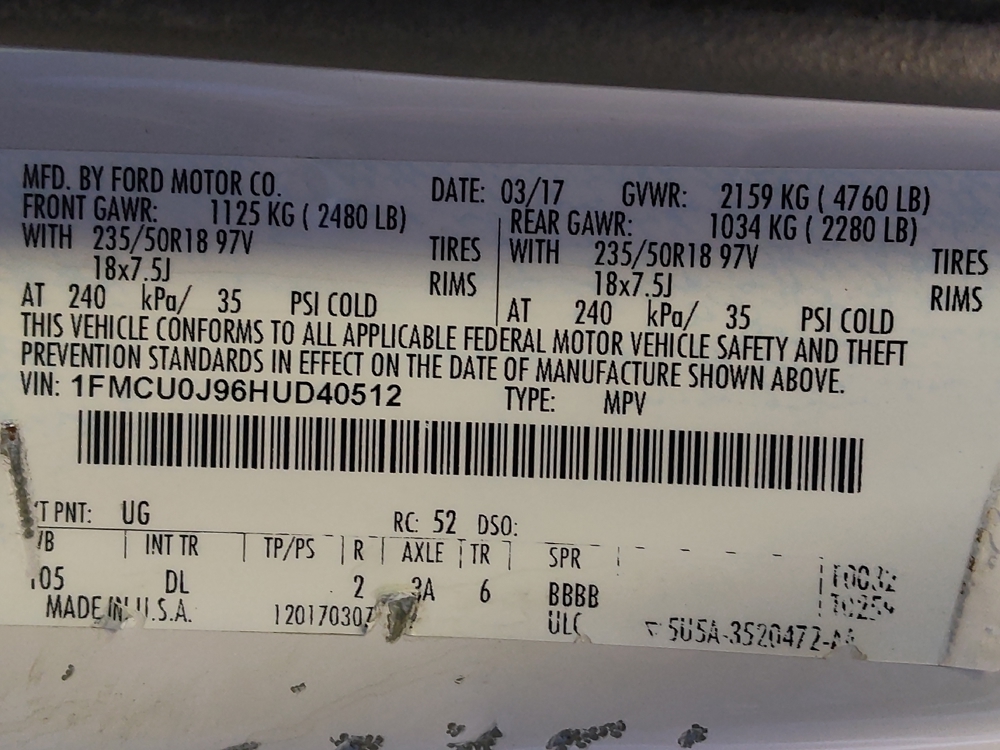 MFD. BY FORD MOTOR CO. DATE: 03/17 GVWR: 2159 KG ( 4760 LB)
FRONT GAWR: 1125 KG ( 2480 LB) REAR GAWR: 1034 KG ( 2280 LB)
WITH 235/50R18 97V TIRES WITH 235/50R18 97V TIRES
18x7.5J RIMS 18x7.5J RIMS
AT 240 kPa/ 35 PSI COLD AT 240 kPa/ 35 PSI COLD
THIS VEHICLE CONFORMS TO ALL APPLICABLE FEDERAL MOTOR VEHICLE SAFETY AND THEFT
PREVENTION STANDARDS IN EFFECT ON THE DATE OF MANUFACTURE SHOWN ABOVE.
VIN: 1FMCU0J96HUD40512 TYPE: MPV
PNT: UG RC: 52 DSO:
INT TR TP/PS R AXLE TR SPR
DL 2 6 BBBB
MADE IN U.S.A.